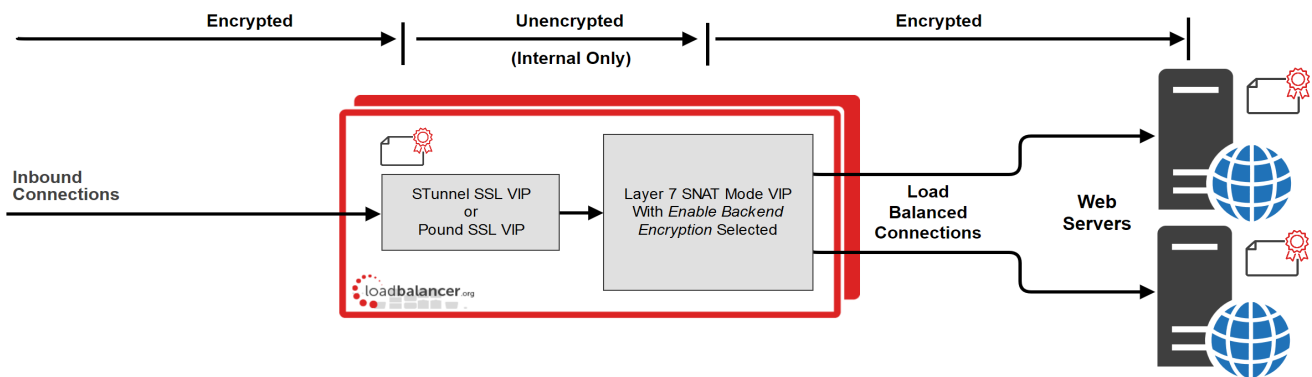 Encrypted
Unencrypted
(Internal Only)
Encrypted
Inbound
Connections
STunnel SSL VIP
or
Pound SSL VIP
Layer 7 SNAT Mode VIP
With Enable Backend
Encryption Selected
Load
Balanced
Connections
Web
Servers
loadbalancer.org